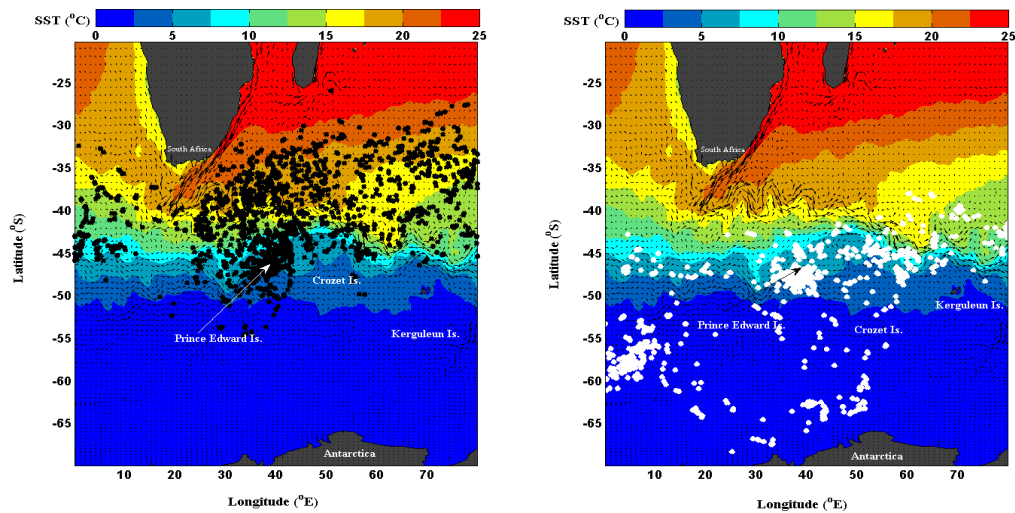 SST (°C)
0 5 10 15 20 25
-25
-30
-35
-40
-45
-50
-55
-60
-65
Latitude (°S)
South Africa
Crozet Is.
Prince Edward Is.
Kerguleun Is.
Antarctica
10 20 30 40 50 60 70
Longitude (°E)
SST (°C)
0 5 10 15 20 25
-25
-30
-35
-40
-45
-50
-55
-60
-65
Latitude (°S)
South Africa
Kerguleun Is.
Prince Edward Is.
Crozet Is.
Antarctica
10 20 30 40 50 60 70
Longitude (°E)